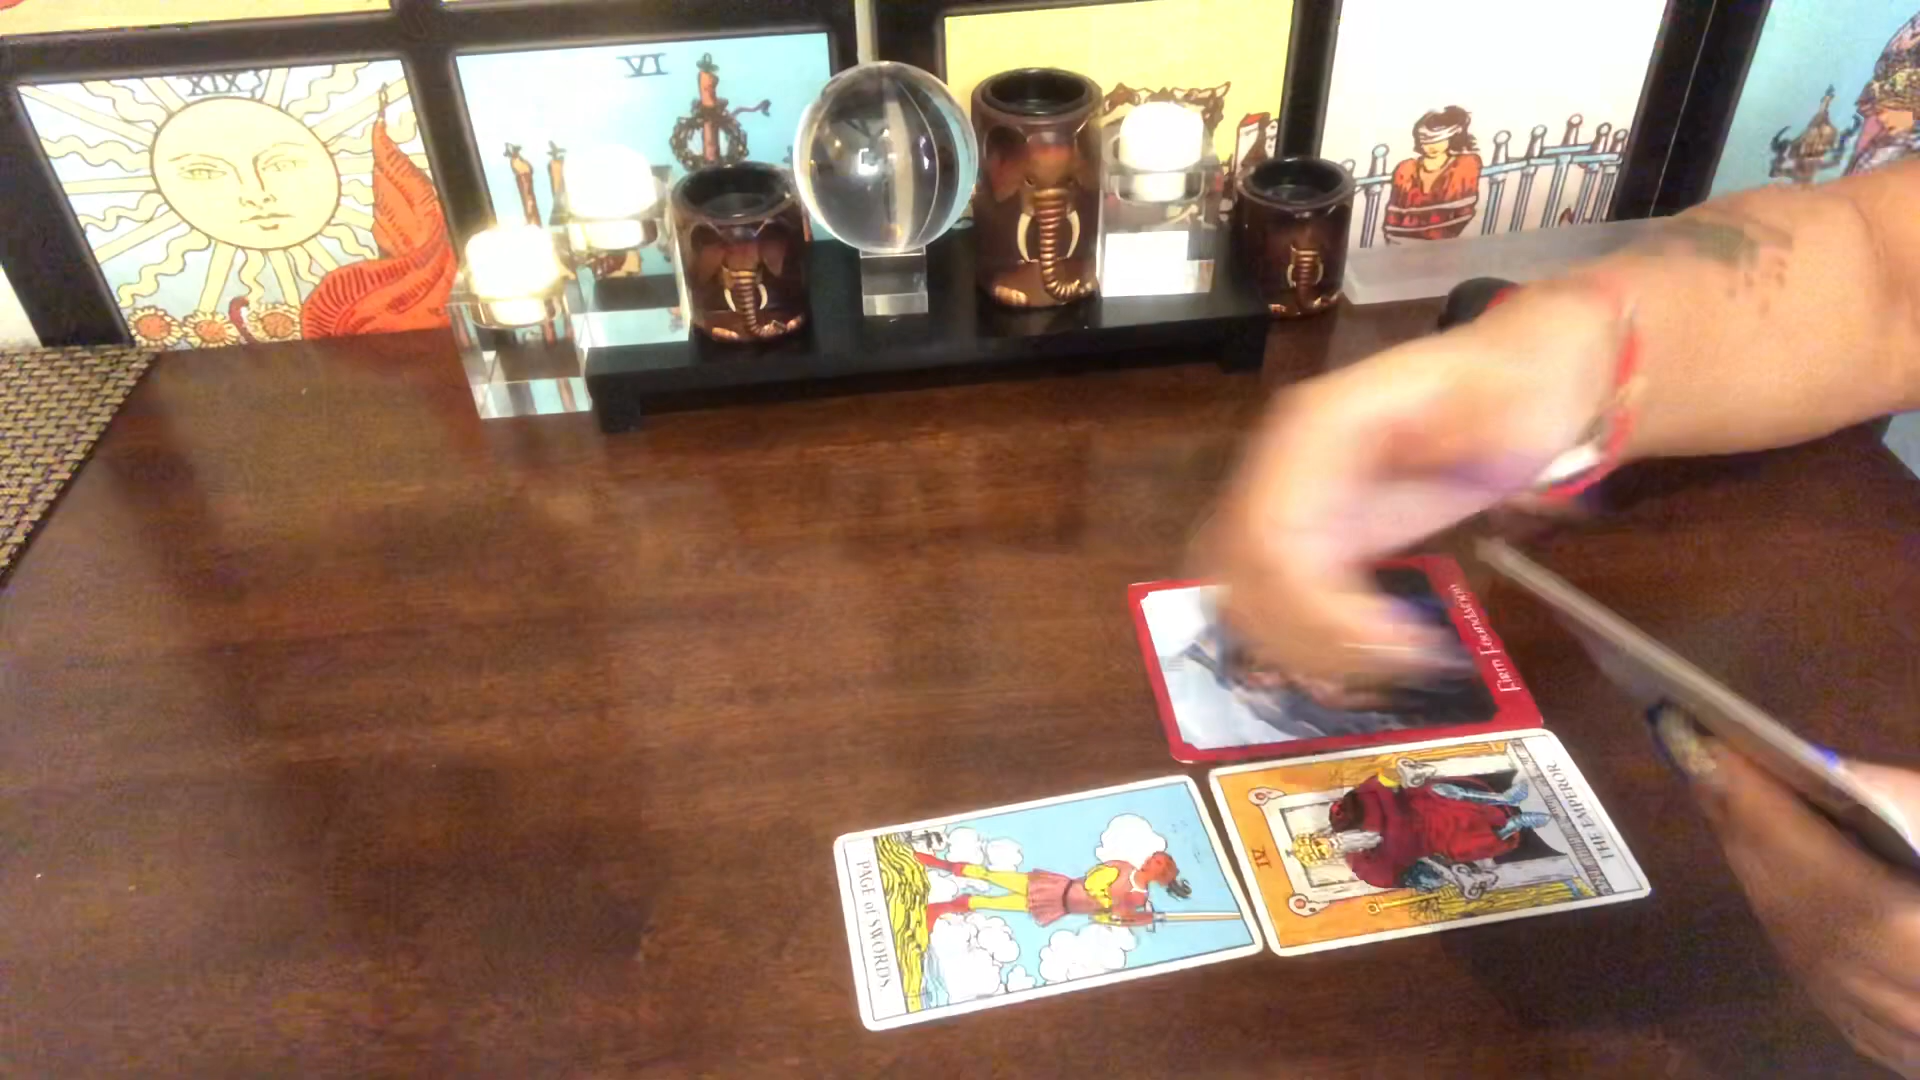 XIX
VI
Firm Foundation
THE EMPEROR
IV
PAGE of SWORDS